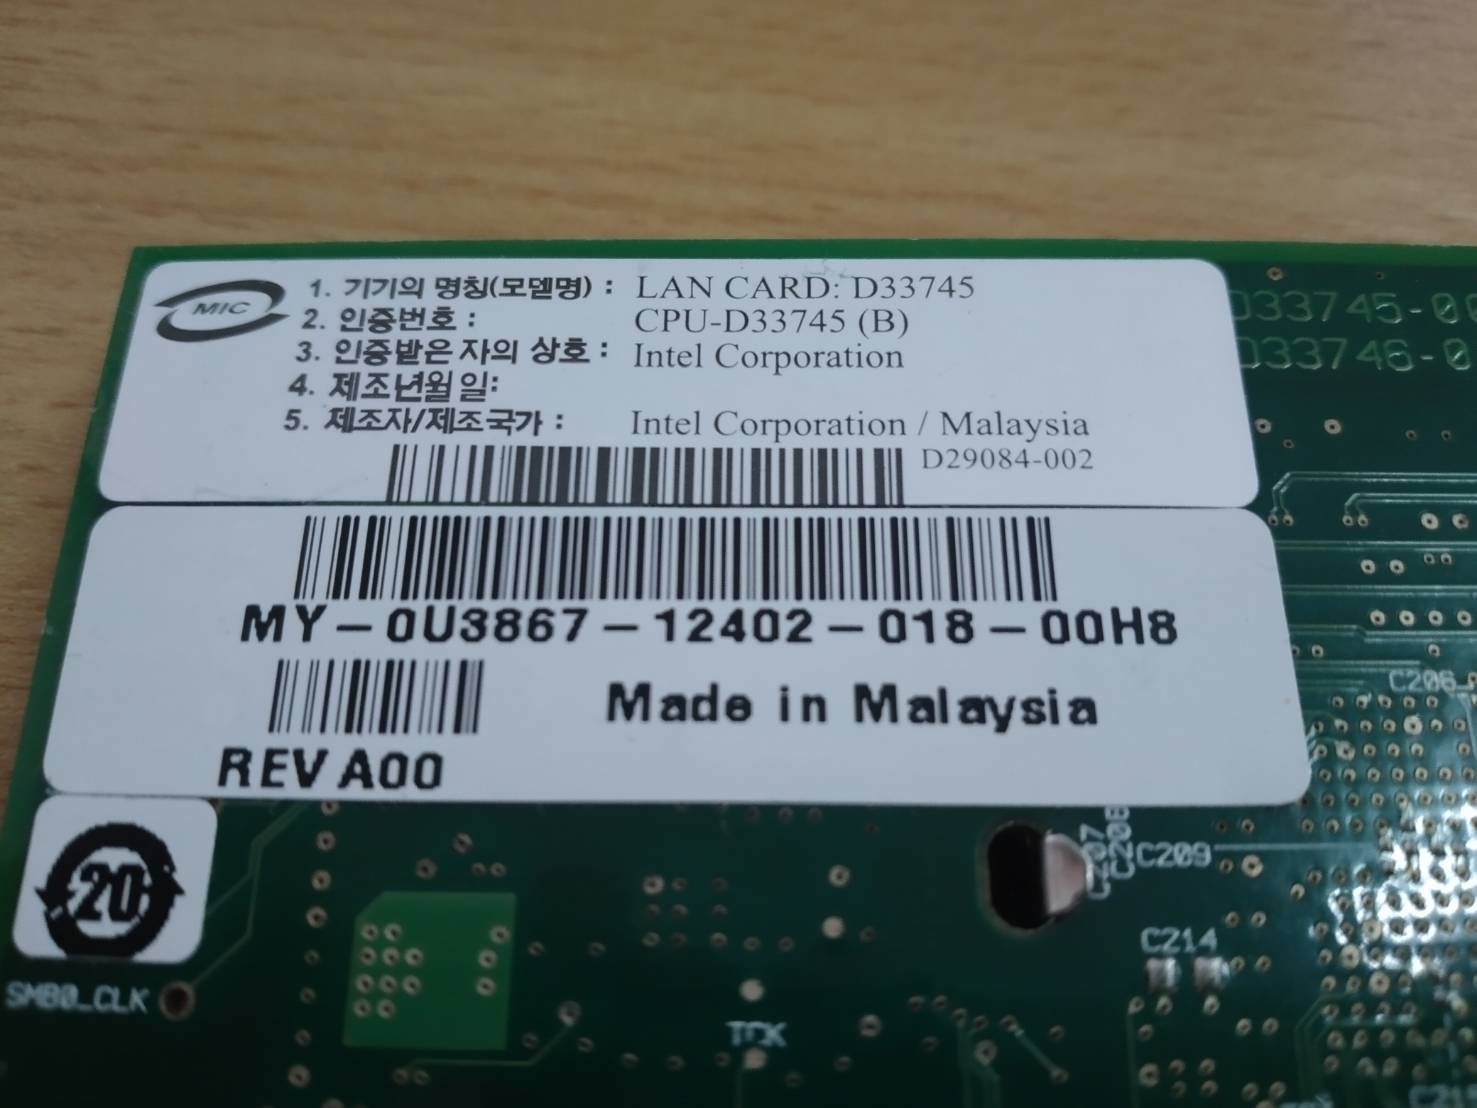 MIC
1. 기기의 명칭(모델명) : LAN CARD: D33745
2. 인증번호 : CPU-D33745 (B)
3. 인증받은 자의 상호 : Intel Corporation
4. 제조년월일:
5. 제조자/제조국가 : Intel Corporation / Malaysia
D29084-002
D33745-0
D33746-0
MY-0U3867-12402-018-00H8
Made in Malaysia
REV A00
20
C206
C207
C208
C209
C214
SMB0_CLK